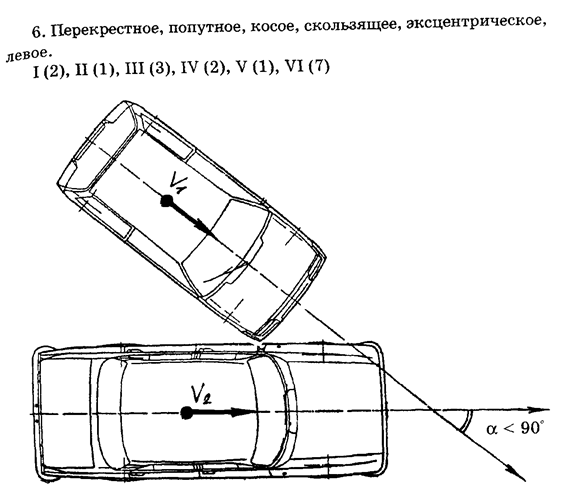 6. Перекрестное, попутное, косое, скользящее, эксцентрическое,
левое.
I (2), II (1), III (3), IV (2), V (1), VI (7)
V₁
V₂
α < 90°